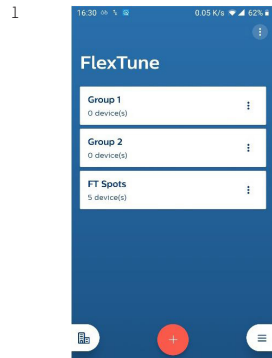 1
16:30
0.05 K/s 62%
FlexTune
Group 1
0 device(s)
Group 2
0 device(s)
FT Spots
5 device(s)